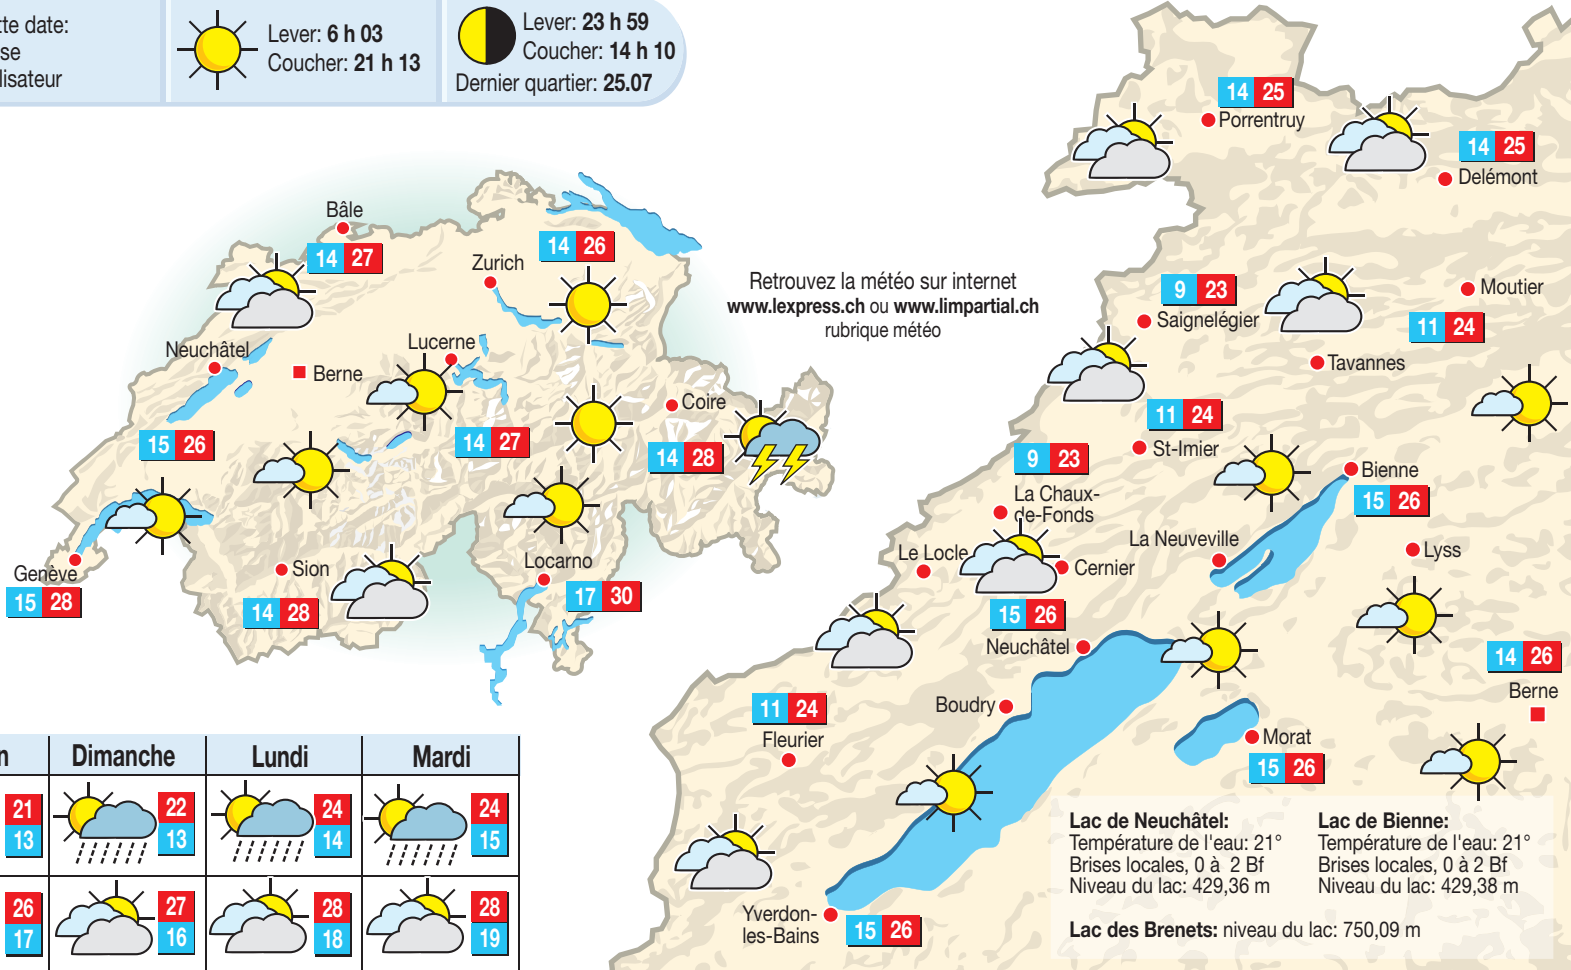 tte date:
se
lisateur
Lever: 6 h 03
Coucher: 21 h 13
Lever: 23 h 59
Coucher: 14 h 10
Dernier quartier: 25.07
Bâle
14 27
Zurich
14 26
Neuchâtel
15 26
Berne
Lucerne
14 27
Coire
14 28
Genève
15 28
Sion
14 28
Locarno
17 30
Retrouvez la météo sur internet
www.lexpress.ch ou www.limpartial.ch
rubrique météo
14 25
Porrentruy
14 25
Delémont
9 23
Saignelégier
Moutier
11 24
Tavannes
11 24
St-Imier
9 23
La Chaux-
de-Fonds
Bienne
15 26
La Neuveville
Lyss
Le Locle
Cernier
15 26
Neuchâtel
14 26
Berne
Boudry
11 24
Fleurier
Morat
15 26
Yverdon-
les-Bains
15 26
n
Dimanche
Lundi
Mardi
21
13
22
13
24
14
24
15
26
17
27
16
28
18
28
19
Lac de Neuchâtel:
Température de l'eau: 21°
Brises locales, 0 à 2 Bf
Niveau du lac: 429,36 m
Lac de Bienne:
Température de l'eau: 21°
Brises locales, 0 à 2 Bf
Niveau du lac: 429,38 m
Lac des Brenets: niveau du lac: 750,09 m